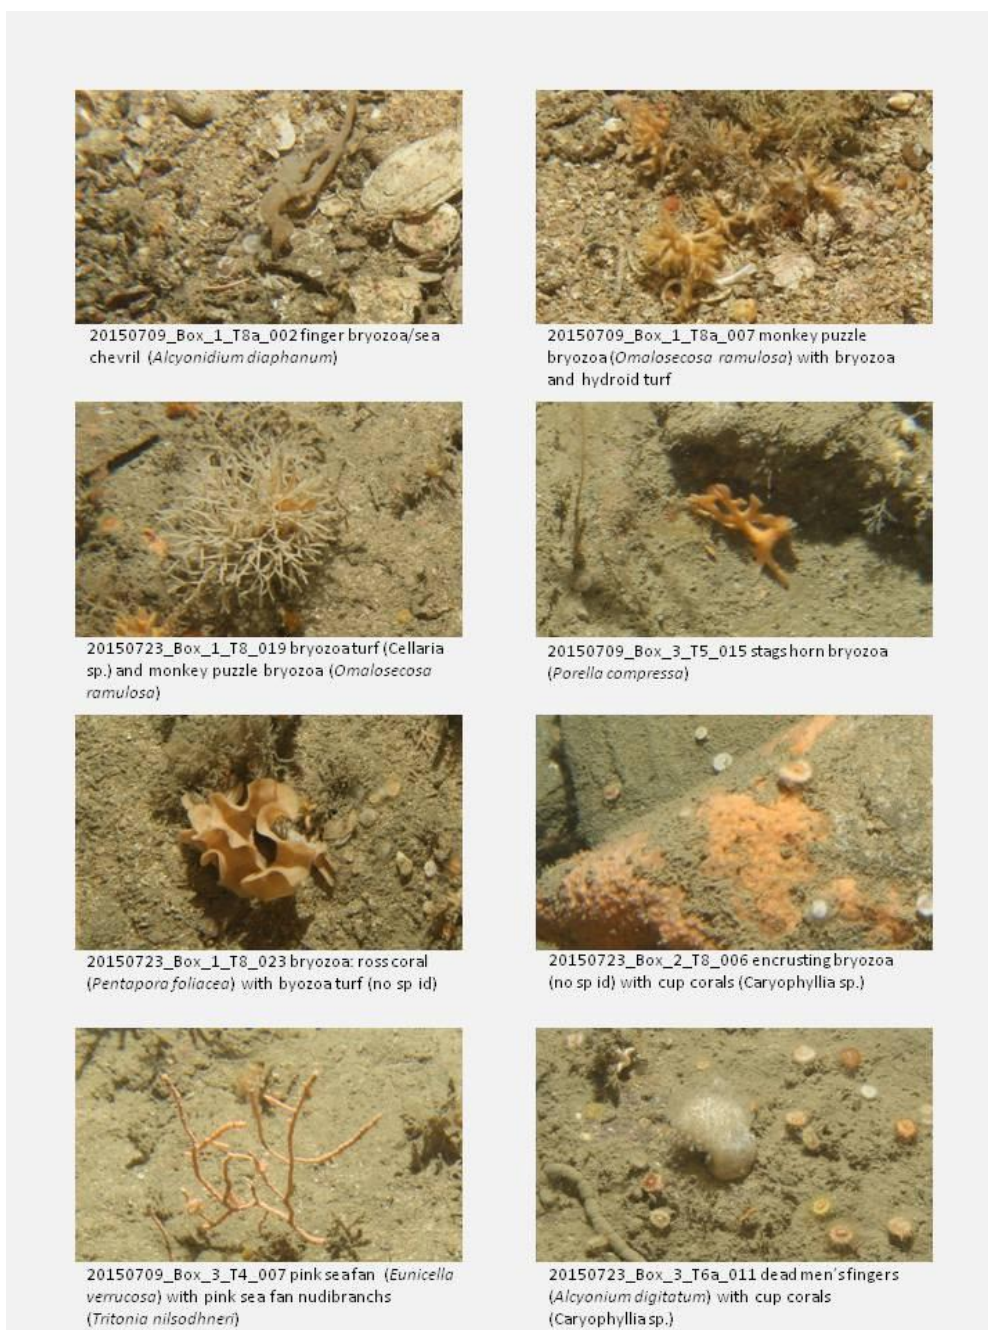 20150709_Box_1_T8a_002 finger bryozoa/sea
chevril (Alcyonidium diaphanum)
20150709_Box_1_T8a_007 monkey puzzle
bryozoa (Omalosecosa ramulosa) with bryozoa
and hydroid turf
20150723_Box_1_T8_019 bryozoa turf (Cellaria
sp.) and monkey puzzle bryozoa (Omalosecosa
ramulosa)
20150709_Box_3_T5_015 stags horn bryozoa
(Porella compressa)
20150723_Box_1_T8_023 bryozoa: ross coral
(Pentapora foliacea) with byozoa turf (no sp id)
20150723_Box_2_T8_006 encrusting bryozoa
(no sp id) with cup corals (Caryophyllia sp.)
20150709_Box_3_T4_007 pink sea fan (Eunicella
verrucosa) with pink sea fan nudibranchs
(Tritonia nilsodhneri)
20150723_Box_3_T6a_011 dead men's fingers
(Alcyonium digitatum) with cup corals
(Caryophyllia sp.)